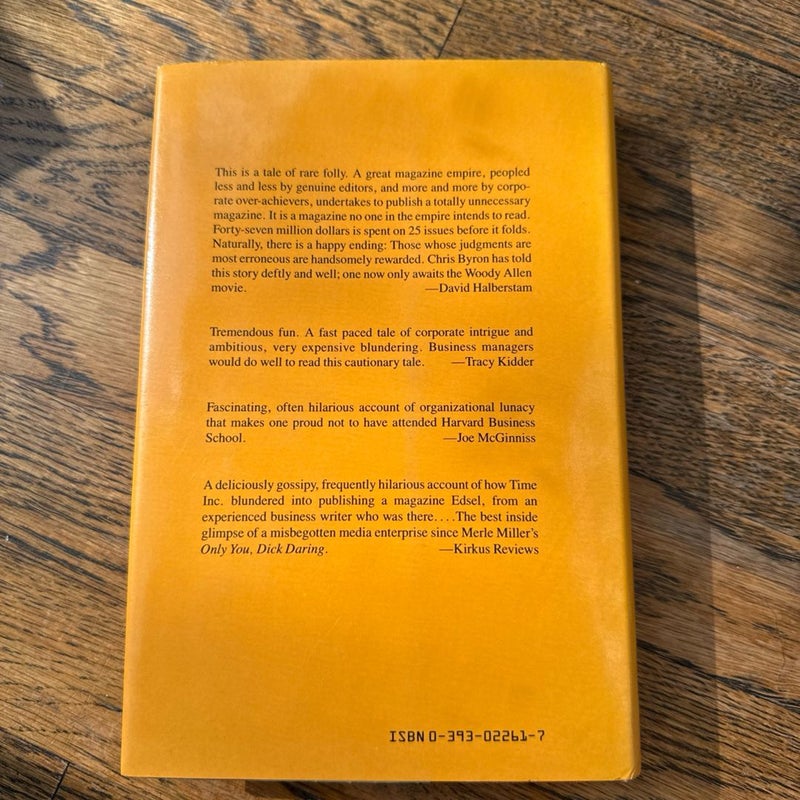 This is a tale of rare folly. A great magazine empire, peopled
less and less by genuine editors, and more and more by corpo-
rate over-achievers, undertakes to publish a totally unnecessary
magazine. It is a magazine no one in the empire intends to read.
Forty-seven million dollars is spent on 25 issues before it folds.
Naturally, there is a happy ending: Those whose judgments are
most erroneous are handsomely rewarded. Chris Byron has told
this story deftly and well; one now only awaits the Woody Allen
movie. —David Halberstam
Tremendous fun. A fast paced tale of corporate intrigue and
ambitious, very expensive blundering. Business managers
would do well to read this cautionary tale. —Tracy Kidder
Fascinating, often hilarious account of organizational lunacy
that makes one proud not to have attended Harvard Business
School. —Joe McGinniss
A deliciously gossipy, frequently hilarious account of how Time
Inc. blundered into publishing a magazine Edsel, from an
experienced business writer who was there. . . .The best inside
glimpse of a misbegotten media enterprise since Merle Miller's
Only You, Dick Daring. —Kirkus Reviews
ISBN 0-393-02261-7